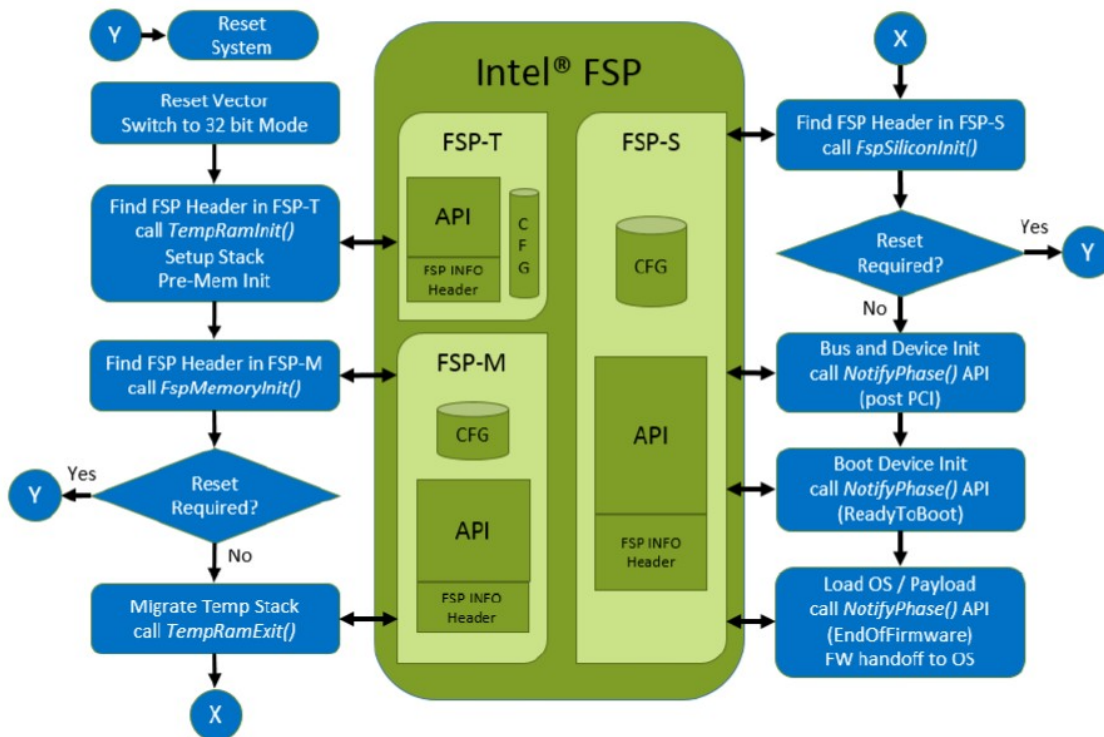 Y
Reset
System
Reset Vector
Switch to 32 bit Mode
Find FSP Header in FSP-T
call TempRamInit()
Setup Stack
Pre-Mem Init
Find FSP Header in FSP-M
call FspMemoryInit()
Yes
Y
Reset
Required?
No
Migrate Temp Stack
call TempRamExit()
X
Intel® FSP
FSP-T
API
FSP INFO
Header
C
F
G
FSP-M
CFG
API
FSP INFO
Header
FSP-S
CFG
API
FSP INFO
Header
X
Find FSP Header in FSP-S
call FspSiliconInit()
Reset
Required?
Yes
Y
No
Bus and Device Init
call NotifyPhase() API
(post PCI)
Boot Device Init
call NotifyPhase() API
(ReadyToBoot)
Load OS / Payload
call NotifyPhase() API
(EndOfFirmware)
FW handoff to OS